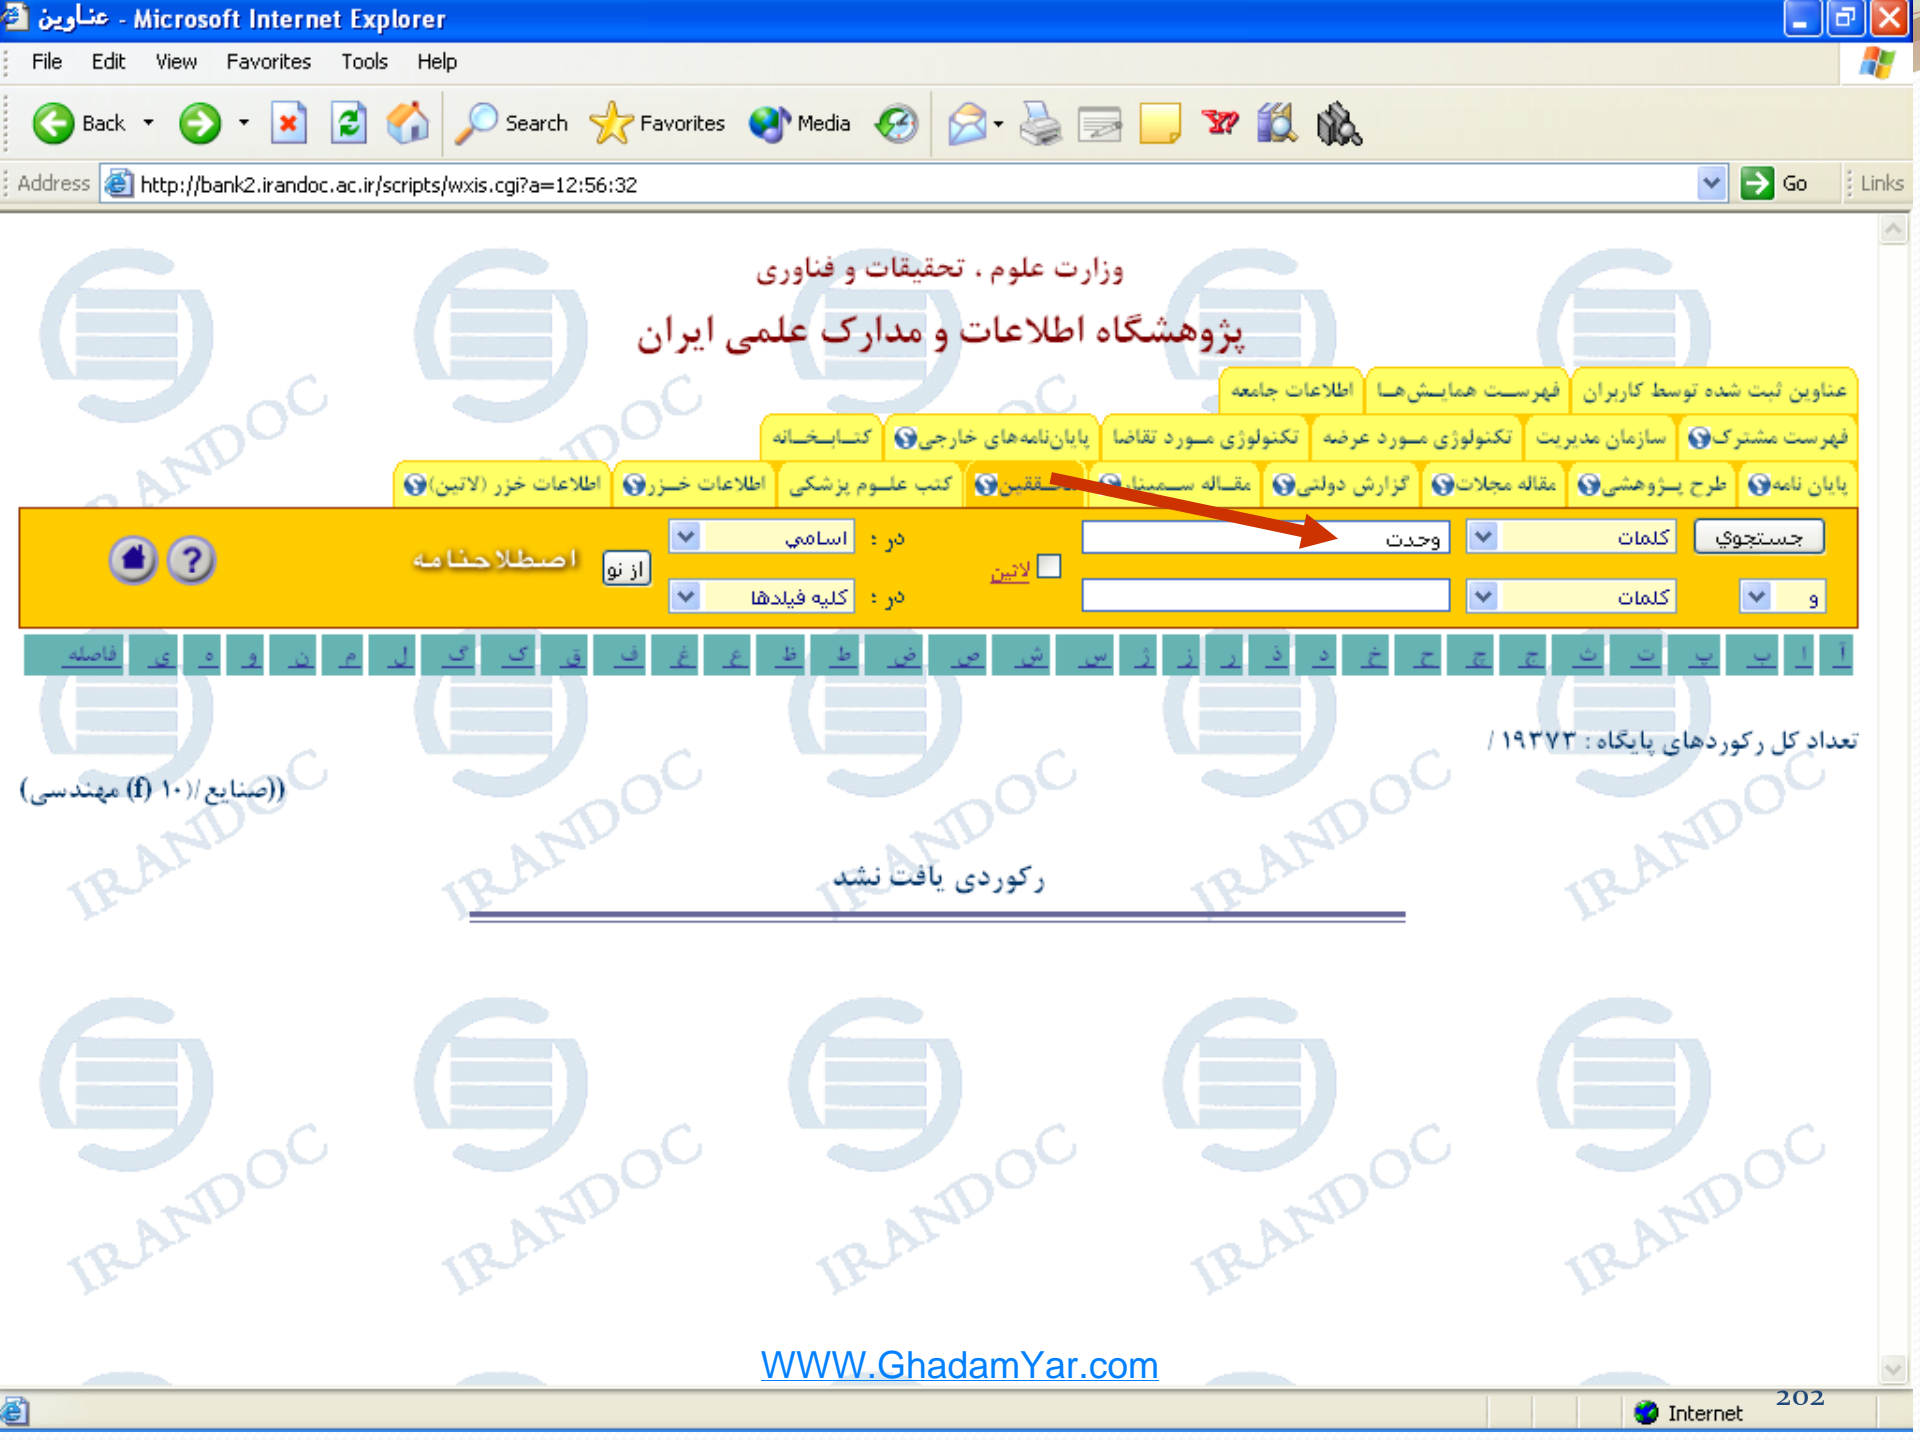 عناوین - Microsoft Internet Explorer
File Edit View Favorites Tools Help
Back Search Favorites Media
Address http://bank2.irandoc.ac.ir/scripts/wxis.cgi?a=12:56:32 Go Links
وزارت علوم ، تحقیقات و فناوری
پژوهشگاه اطلاعات و مدارک علمی ایران
عناوین ثبت شده توسط کاربران فهرست همایش‌ها اطلاعات جامعه
فهرست مشترک سازمان مدیریت تکنولوژی مورد عرضه تکنولوژی مورد تقاضا پایان‌نامه‌های خارجی کتابخانه
پایان نامه طرح پژوهشی مقاله مجلات گزارش دولتی مقاله سمینار محققین کتب علوم پزشکی اطلاعات خزر اطلاعات خزر (لاتین)
جستجوي کلمات وحدت لاتین در : اسامي از نو اصطلاحنامه ?
و کلمات در : کلیه فیلدها
آ ا ب پ ت ث ج چ ح خ د ذ ر ز ژ س ش ص ض ط ظ ع غ ف ق ک گ ل م ن و ه ی فاصله
تعداد کل رکوردهای پایگاه : ۱۹۳۷۳ /
((صنایع/(۱۰ (f) مهندسی)
رکوردی یافت نشد
IRANDOC
WWW.GhadamYar.com
Internet
202